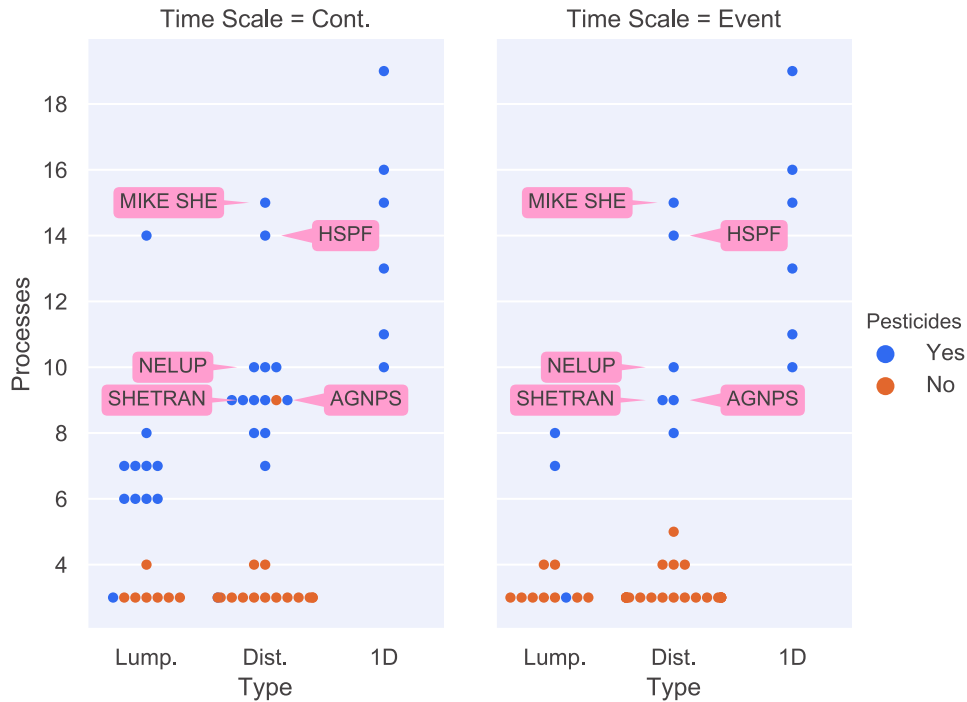 Time Scale = Cont.
Time Scale = Event
Processes
18
16
14
12
10
8
6
4
MIKE SHE
HSPF
NELUP
SHETRAN
AGNPS
MIKE SHE
HSPF
NELUP
SHETRAN
AGNPS
Pesticides
Yes
No
Lump.
Dist.
1D
Type
Lump.
Dist.
1D
Type